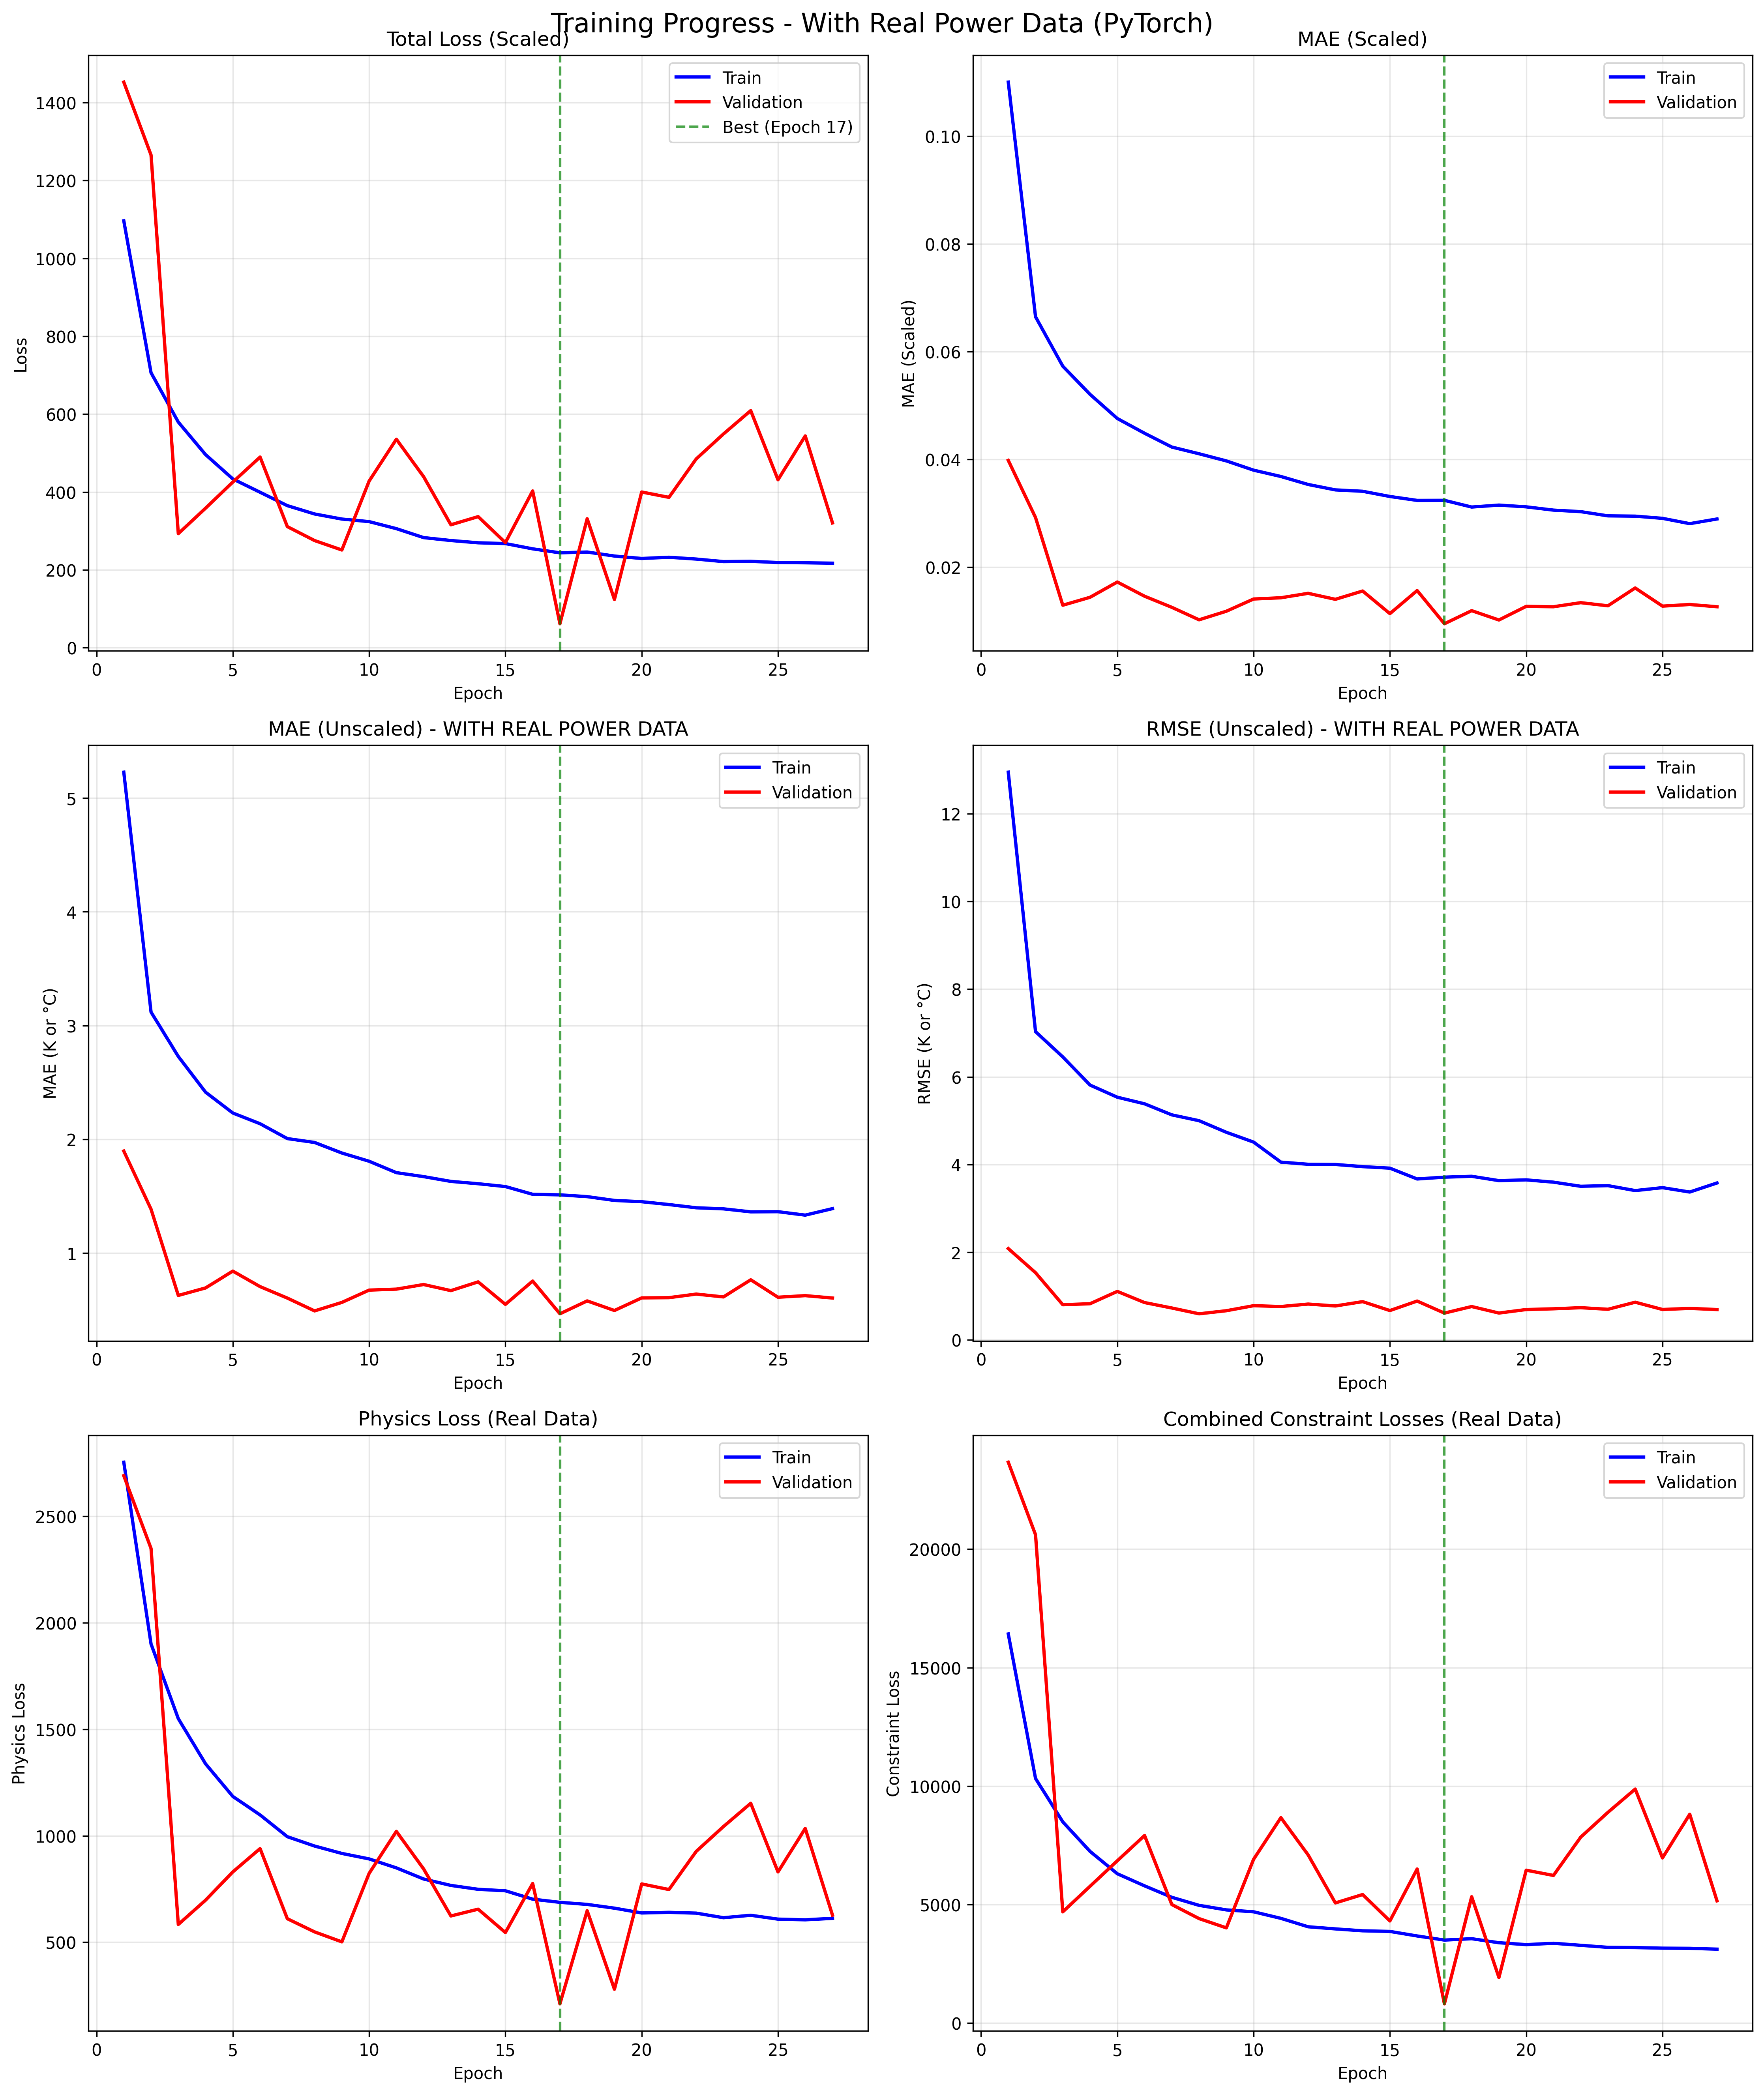 Training Progress - With Real Power Data (PyTorch)
Total Loss (Scaled)
Loss
1400
1200
1000
800
600
400
200
0
Train
Validation
Best (Epoch 17)
0 5 10 15 20 25
Epoch
MAE (Scaled)
MAE (Scaled)
0.10
0.08
0.06
0.04
0.02
Train
Validation
0 5 10 15 20 25
Epoch
MAE (Unscaled) - WITH REAL POWER DATA
MAE (K or °C)
5
4
3
2
1
Train
Validation
0 5 10 15 20 25
Epoch
RMSE (Unscaled) - WITH REAL POWER DATA
RMSE (K or °C)
12
10
8
6
4
2
0
Train
Validation
0 5 10 15 20 25
Epoch
Physics Loss (Real Data)
Physics Loss
2500
2000
1500
1000
500
Train
Validation
0 5 10 15 20 25
Epoch
Combined Constraint Losses (Real Data)
Constraint Loss
20000
15000
10000
5000
0
Train
Validation
0 5 10 15 20 25
Epoch